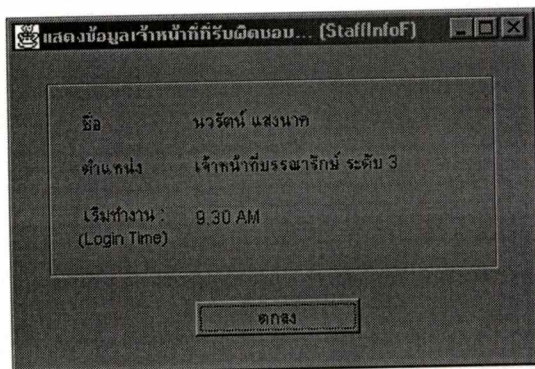 แสดงข้อมูลเจ้าหน้าที่ที่รับผิดชอบ... (StaffInfoF)
ชื่อ นวรัตน์ แสงนาค
ตำแหน่ง เจ้าหน้าที่บรรณารักษ์ ระดับ 3
เริ่มทำงาน : 9.30 AM
(Login Time)
ตกลง